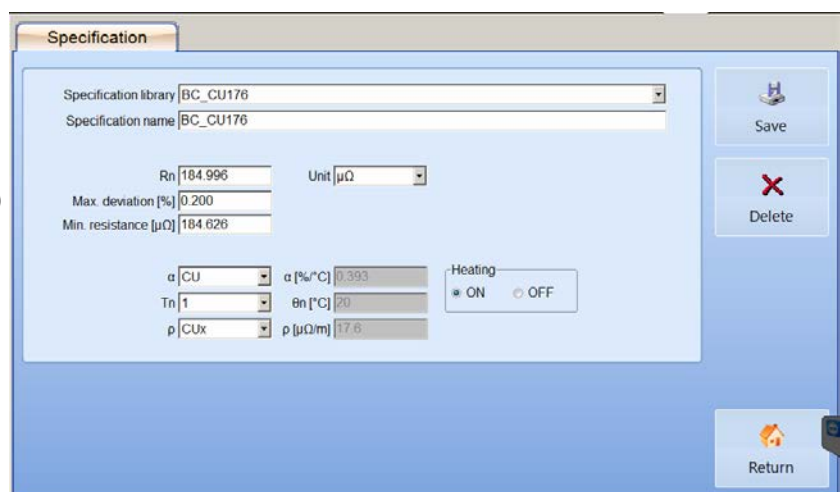 Specification
Specification library BC_CU176
Specification name BC_CU176
Save
Rn 184.996 Unit µΩ
Max. deviation [%] 0.200
Min. resistance [µΩ] 184.626
Delete
α CU α [%/°C] 0.393
Heating
ON OFF
Tn 1 θn [°C] 20
ρ CUx ρ [µΩ/m] 17.6
Return